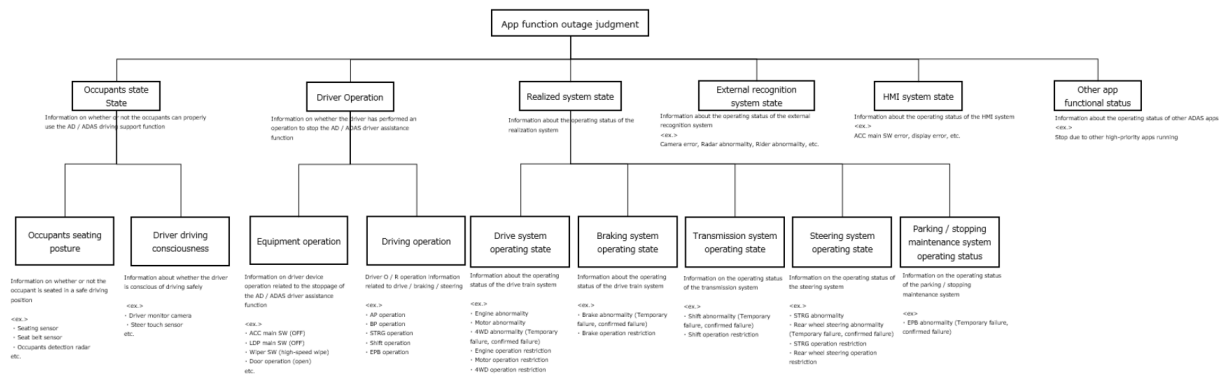 App function outage judgment
Occupants state
State
Information on whether or not the occupants can properly
use the AD / ADAS driving support function
Driver Operation
Information on whether the driver has performed an
operation to stop the AD / ADAS driver assistance
function
Realized system state
Information about the operating status of the
realization system
External recognition
system state
Information about the operating status of the external
recognition system
<ex.>
Camera error, Radar abnormality, Rider abnormality, etc.
HMI system state
Information about the operating status of the HMI system
<ex.>
ACC main SW error, display error, etc.
Other app
functional status
Information about the operating status of other ADAS apps
<ex.>
Stop due to other high-priority apps running
Occupants seating
posture
Information on whether or not the
occupant is seated in a safe driving
position
<ex.>
・Seating sensor
・Seat belt sensor
・Occupants detection radar
etc.
Driver driving
consciousness
Information about whether the driver
is conscious of driving safely
<ex.>
・Driver monitor camera
・Steer touch sensor
etc.
Equipment operation
Information on driver device
operation related to the stoppage of
the AD / ADAS driver assistance
function
<ex.>
・ACC main SW (OFF)
・LDP main SW (OFF)
・Wiper SW (high-speed wipe)
・Door operation (open)
etc.
Driving operation
Driver O / R operation information
related to drive / braking / steering
<ex.>
・AP operation
・BP operation
・STRG operation
・Shift operation
・EPB operation
Drive system
operating state
Information about the operating
status of the drive train system
<ex.>
・Engine abnormality
・Motor abnormality
・4WD abnormality (Temporary
failure, confirmed failure)
・Engine operation restriction
・Motor operation restriction
・4WD operation restriction
Braking system
operating state
Information about the operating
status of the drive train system
<ex.>
・Brake abnormality (Temporary
failure, confirmed failure)
・Brake operation restriction
Transmission system
operating state
Information on the operating status
of the transmission system
<ex.>
・Shift abnormality (Temporary
failure, confirmed failure)
・Shift operation restriction
Steering system
operating state
Information on the operating status of
the steering system
<ex.>
・STRG abnormality
・Rear wheel steering abnormality
(Temporary failure, confirmed failure)
・STRG operation restriction
・Rear wheel steering operation
restriction
Parking / stopping
maintenance system
operating status
Information on the operating status
of the parking / stopping
maintenance system
<ex>
・EPB abnormality (Temporary failure,
confirmed failure)